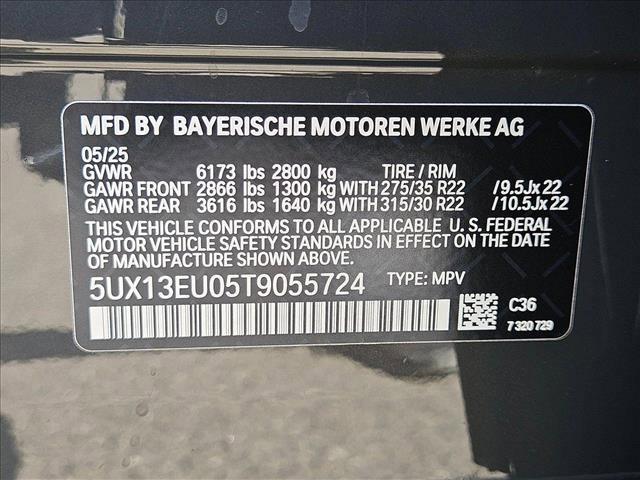 MFD BY BAYERISCHE MOTOREN WERKE AG
05/25
GVWR 6173 lbs 2800 kg TIRE / RIM
GAWR FRONT 2866 lbs 1300 kg WITH 275/35 R22 /9.5Jx22
GAWR REAR 3616 lbs 1640 kg WITH 315/30 R22 /10.5Jx22
THIS VEHICLE CONFORMS TO ALL APPLICABLE U. S. FEDERAL
MOTOR VEHICLE SAFETY STANDARDS IN EFFECT ON THE DATE
OF MANUFACTURE SHOWN ABOVE.
5UX13EU05T9055724 TYPE: MPV
C36
7 320 729